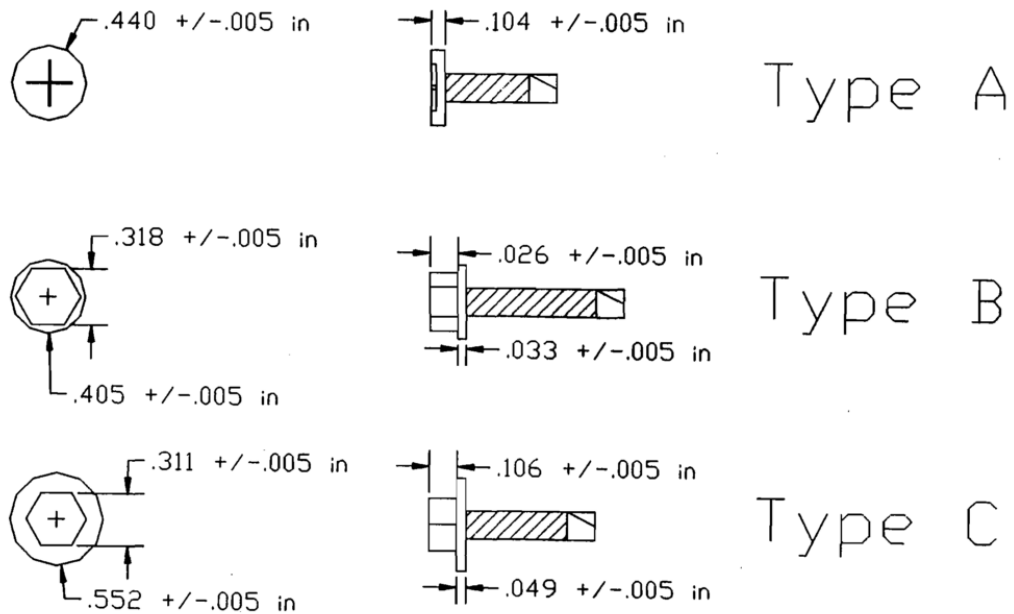 .440 +/-.005 in
.104 +/-.005 in
Type A
.318 +/-.005 in
.026 +/-.005 in
Type B
.033 +/-.005 in
.405 +/-.005 in
.311 +/-.005 in
.106 +/-.005 in
Type C
.049 +/-.005 in
.552 +/-.005 in